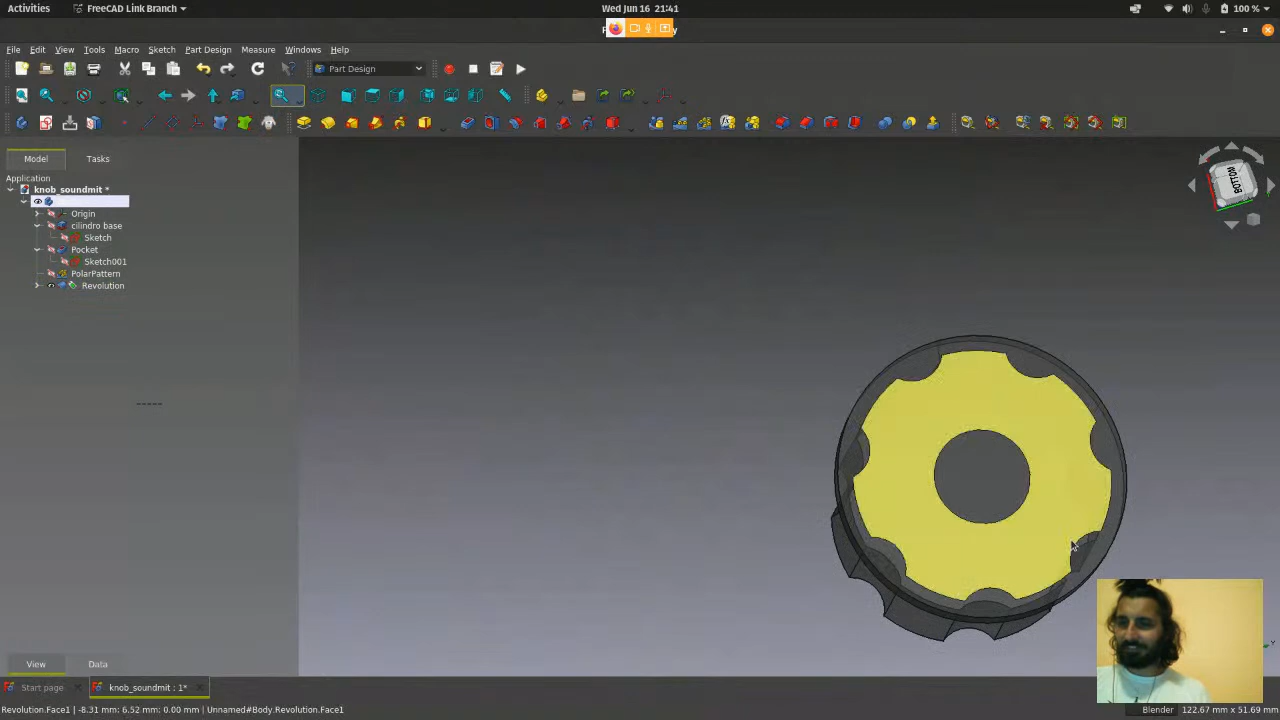 Activities
FreeCAD Link Branch
Wed Jun 16 21:41
100 %
File Edit View Tools Macro Sketch Part Design Measure Windows Help
Part Design
Model Tasks
Application
knob_soundmit *
Origin
cilindro base
Sketch
Pocket
Sketch001
PolarPattern
Revolution
BOTTOM
View Data
Start page
knob_soundmit : 1*
Revolution.Face1 | -8.31 mm; 6.52 mm; 0.00 mm | Unnamed#Body.Revolution.Face1
Blender
122.67 mm x 51.69 mm